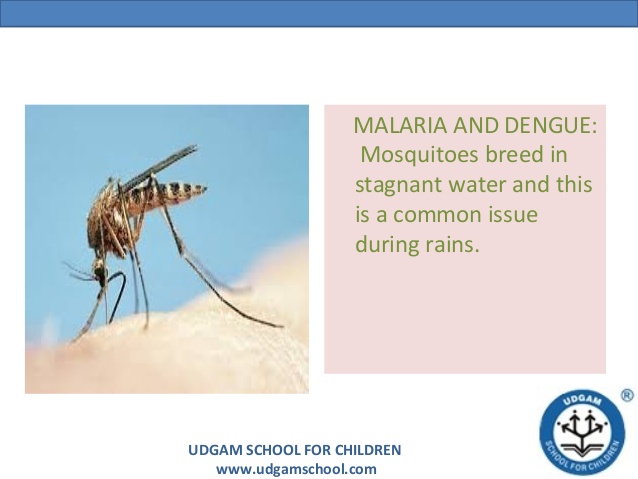 MALARIA AND DENGUE:
Mosquitoes breed in
stagnant water and this
is a common issue
during rains.
UDGAM SCHOOL FOR CHILDREN
www.udgamschool.com
UDGAM
SCHOOL FOR CHILDREN
®